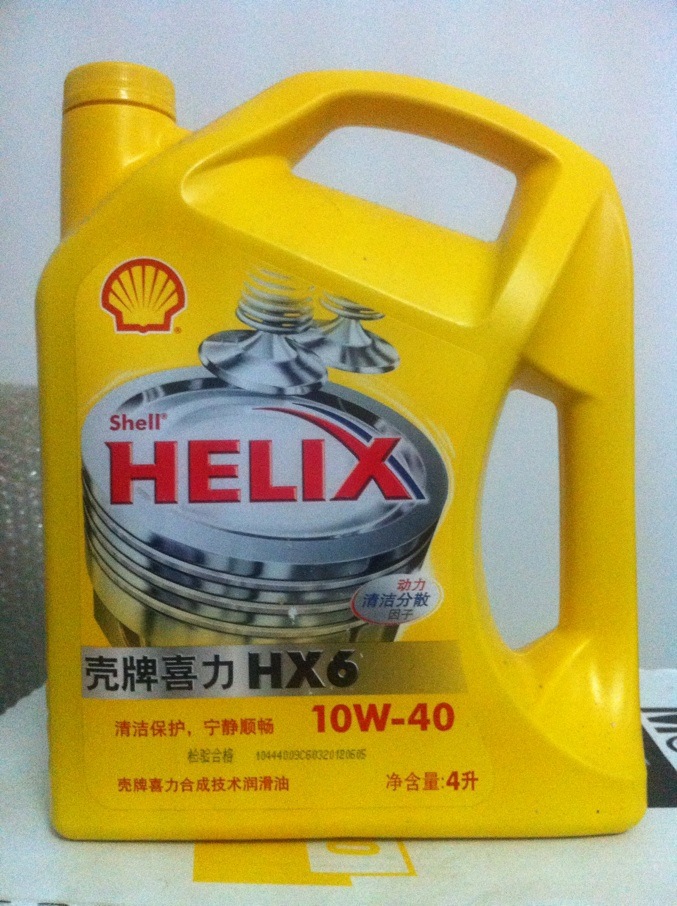 Shell®
HELIX
动力
清洁分散
因子
壳牌喜力 HX6
清洁保护，宁静顺畅 10W-40
检验合格
壳牌喜力合成技术润滑油 净含量:4升